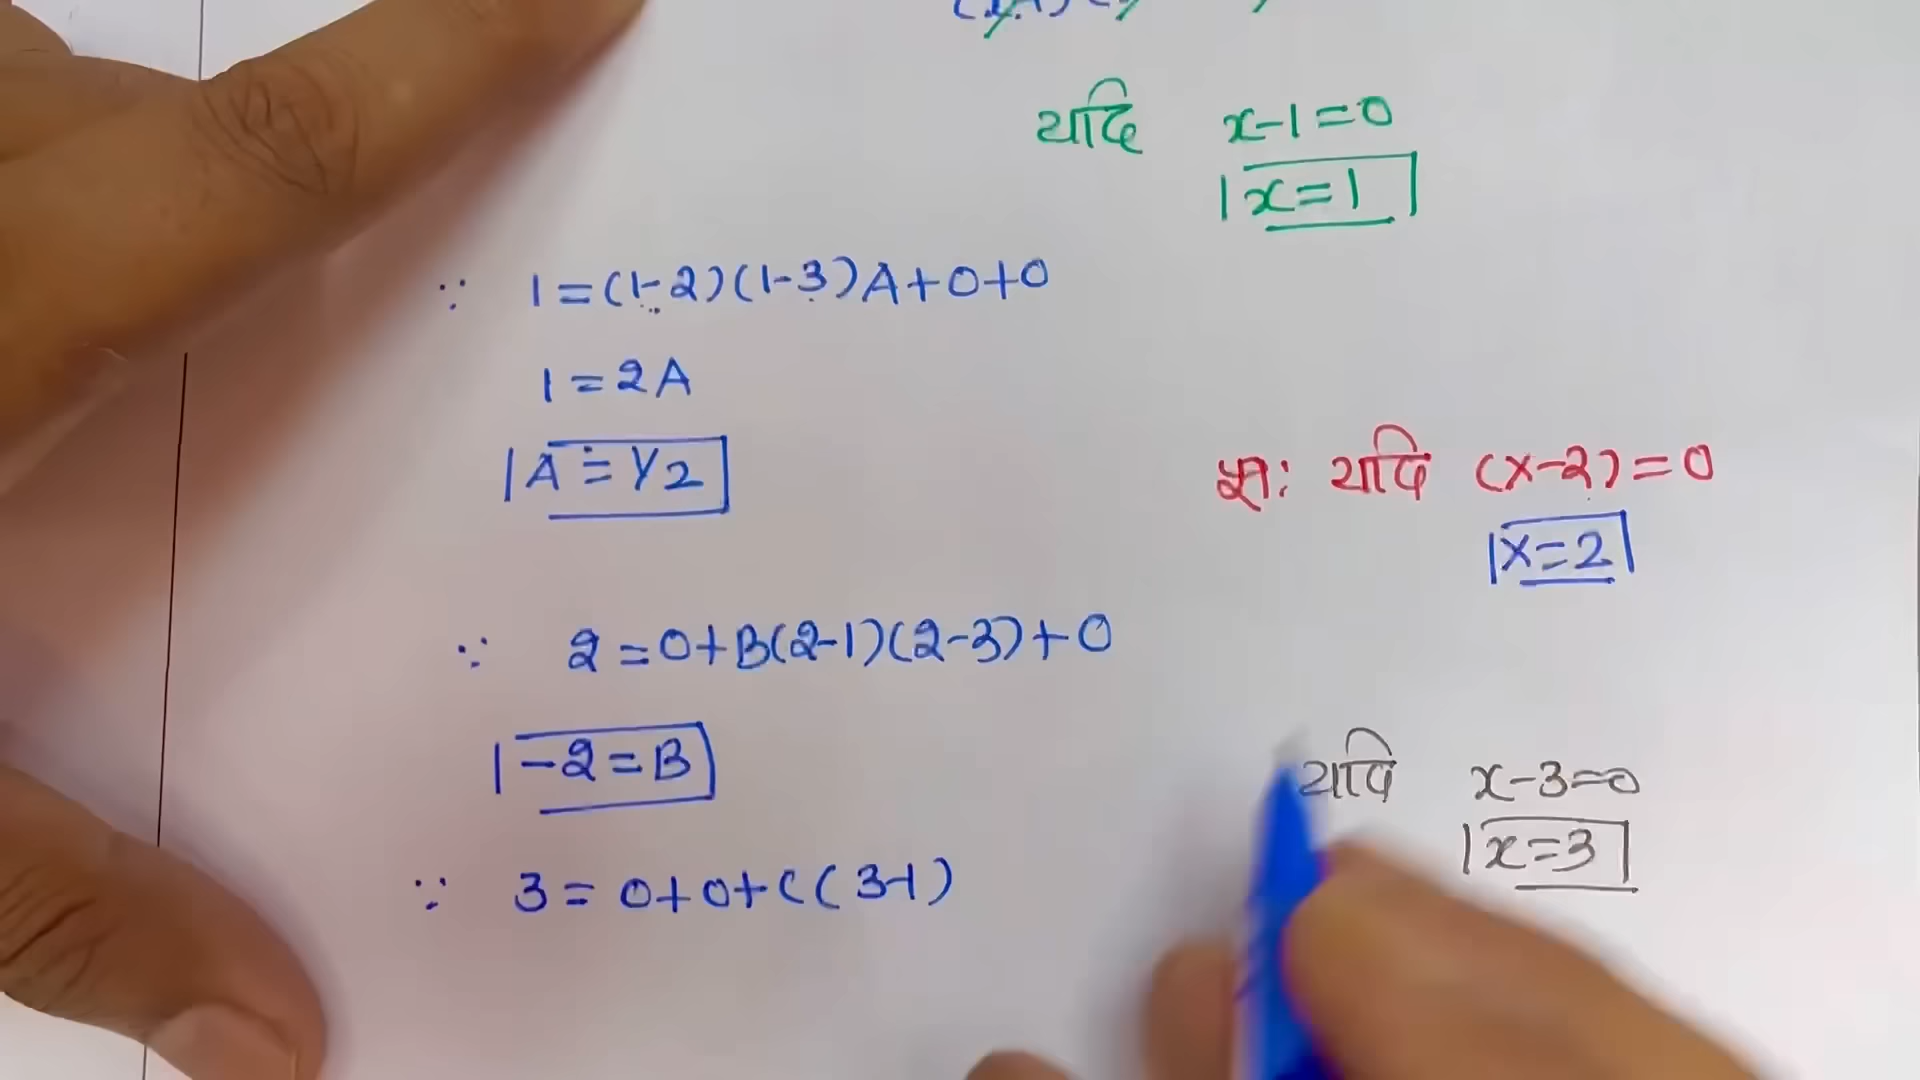 यदि x-1=0
x=1
∵ 1=(1-2)(1-3)A+0+0
1=2A
A=1/2
यदि (x-2)=0
x=2
∵ 2=0+B(2-1)(2-3)+0
-2=B
यदि x-3=0
x=3
∵ 3=0+0+C(3-1)